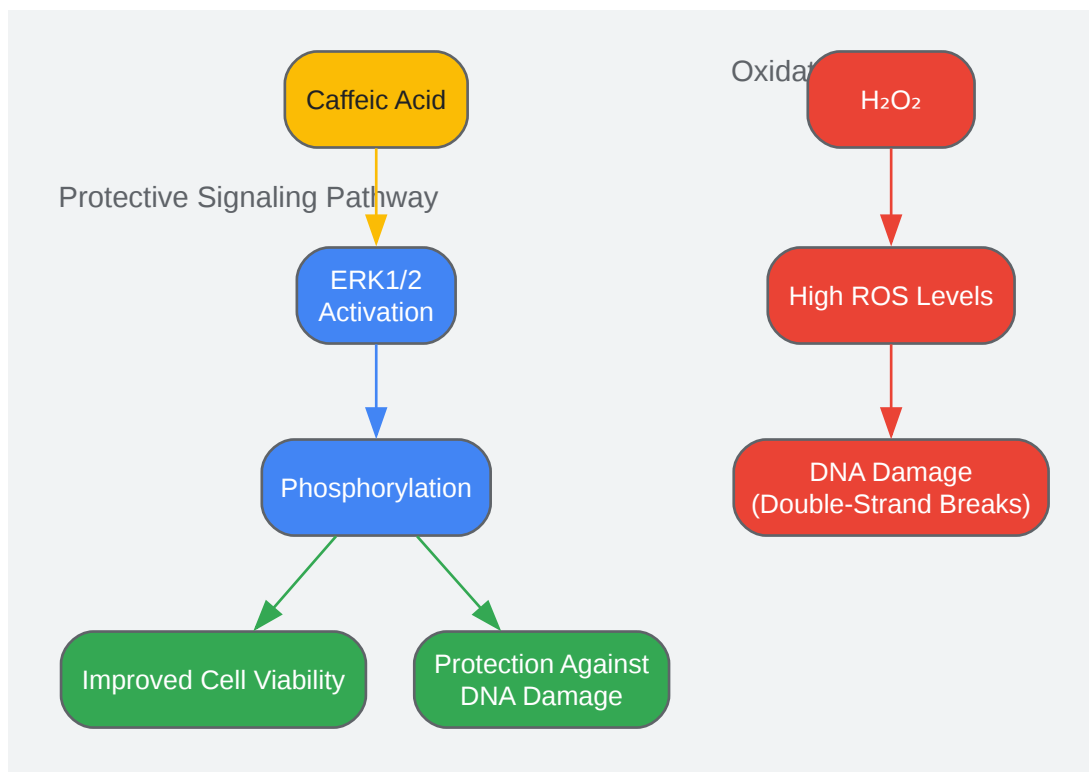 Caffeic Acid
Protective Signaling Pathway
ERK1/2
Activation
Phosphorylation
Improved Cell Viability
Protection Against
DNA Damage
H₂O₂
High ROS Levels
DNA Damage
(Double-Strand Breaks)